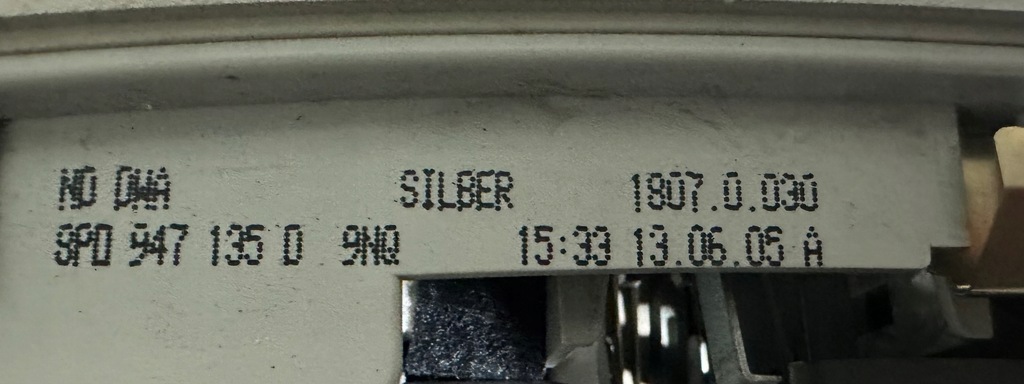 ND DWA SILBER 1807.0.030
8P0 947 135 D 9NQ 15:33 13.06.05 A